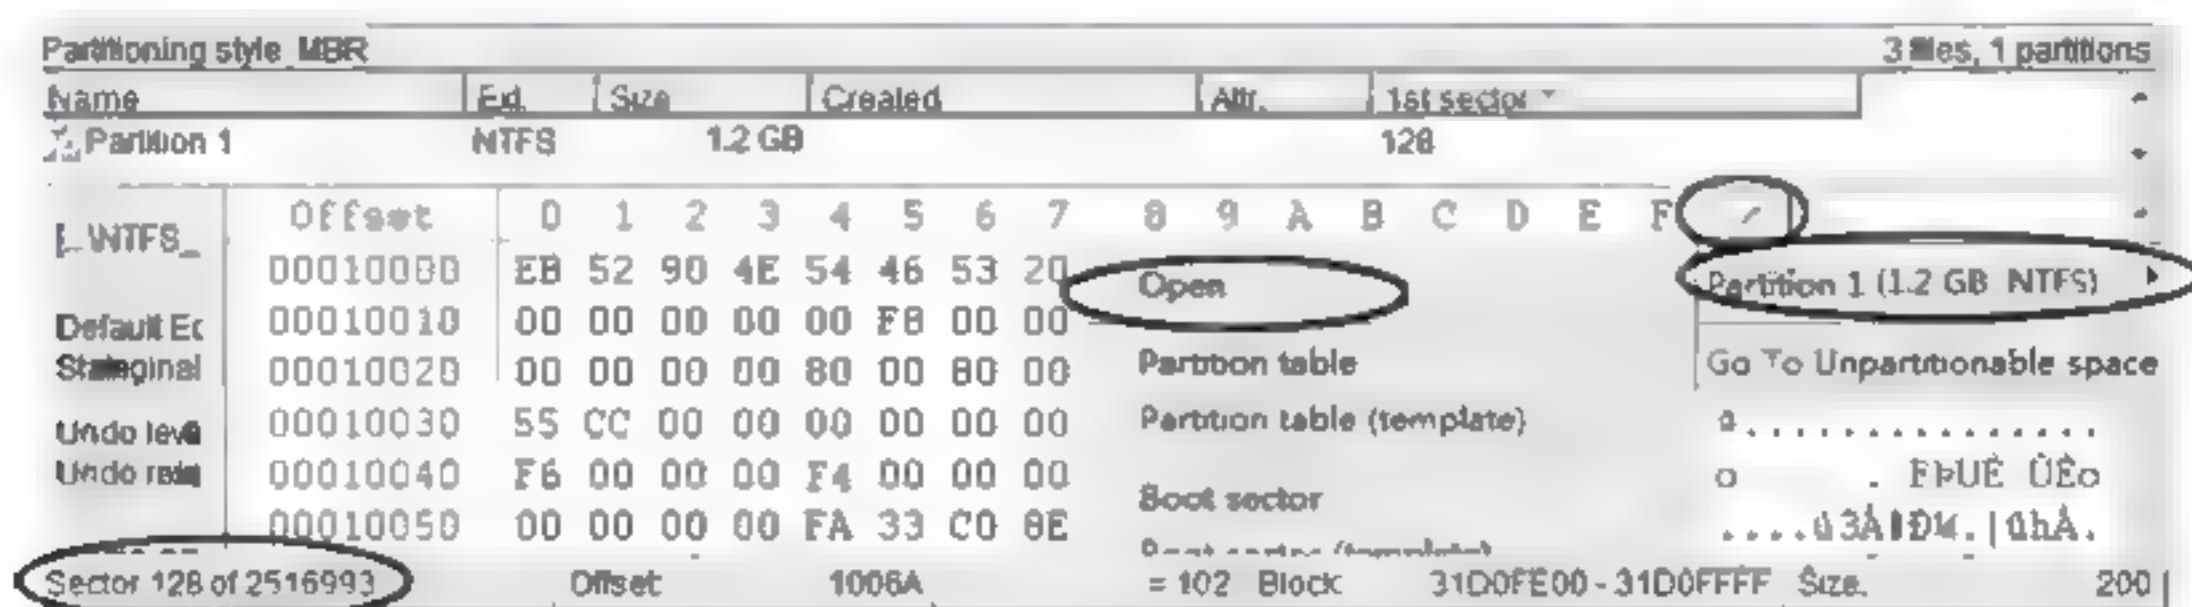 Partitioning style MBR 3 files, 1 partitions
Name Ext. Size Created Attr. 1st sector
Partition 1 NTFS 1.2 GB 128
Offset 0 1 2 3 4 5 6 7 8 9 A B C D E F
\NTFS_
00010000 EB 52 90 4E 54 46 53 20 Open Partition 1 (1.2 GB NTFS)
Default Ed 00010010 00 00 00 00 00 F8 00 00
00010020 00 00 00 00 80 00 80 00 Partition table Go To Unpartitionable space
00010030 55 CC 00 00 00 00 00 00 Partition table (template)
Undo 00010040 F6 00 00 00 F4 00 00 00 Boot sector
00010050 00 00 00 00 FA 33 C0 8E
Sector 128 of 2516993 Offset: 1006A = 102 Block: 31D0FE00 - 31D0FFFF Size: 200